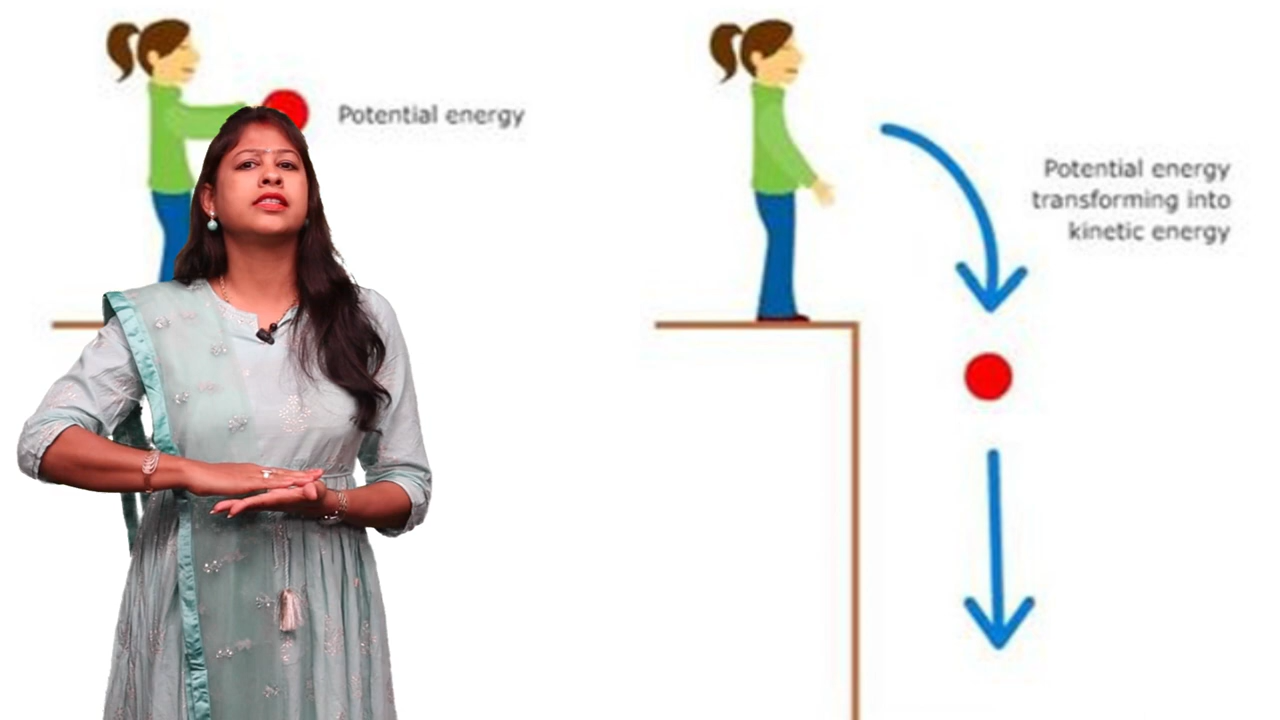 Potential energy
Potential energy
transforming into
kinetic energy